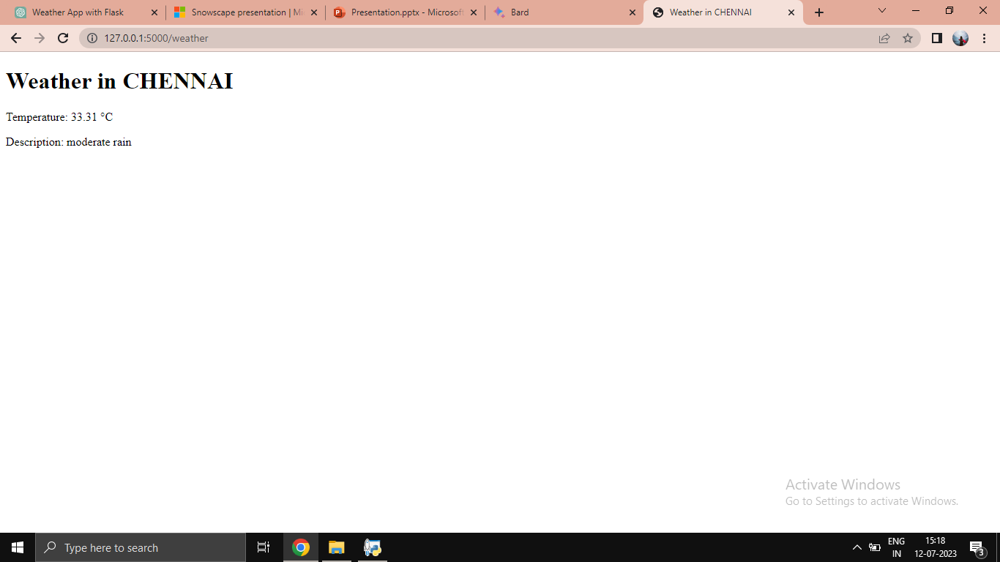 Weather App with Flask
Snowscape presentation | Mi
Presentation.pptx - Microsoft
Bard
Weather in CHENNAI
127.0.0.1:5000/weather
Weather in CHENNAI
Temperature: 33.31 °C
Description: moderate rain
Activate Windows
Go to Settings to activate Windows.
Type here to search
ENG
IN
15:18
12-07-2023
3